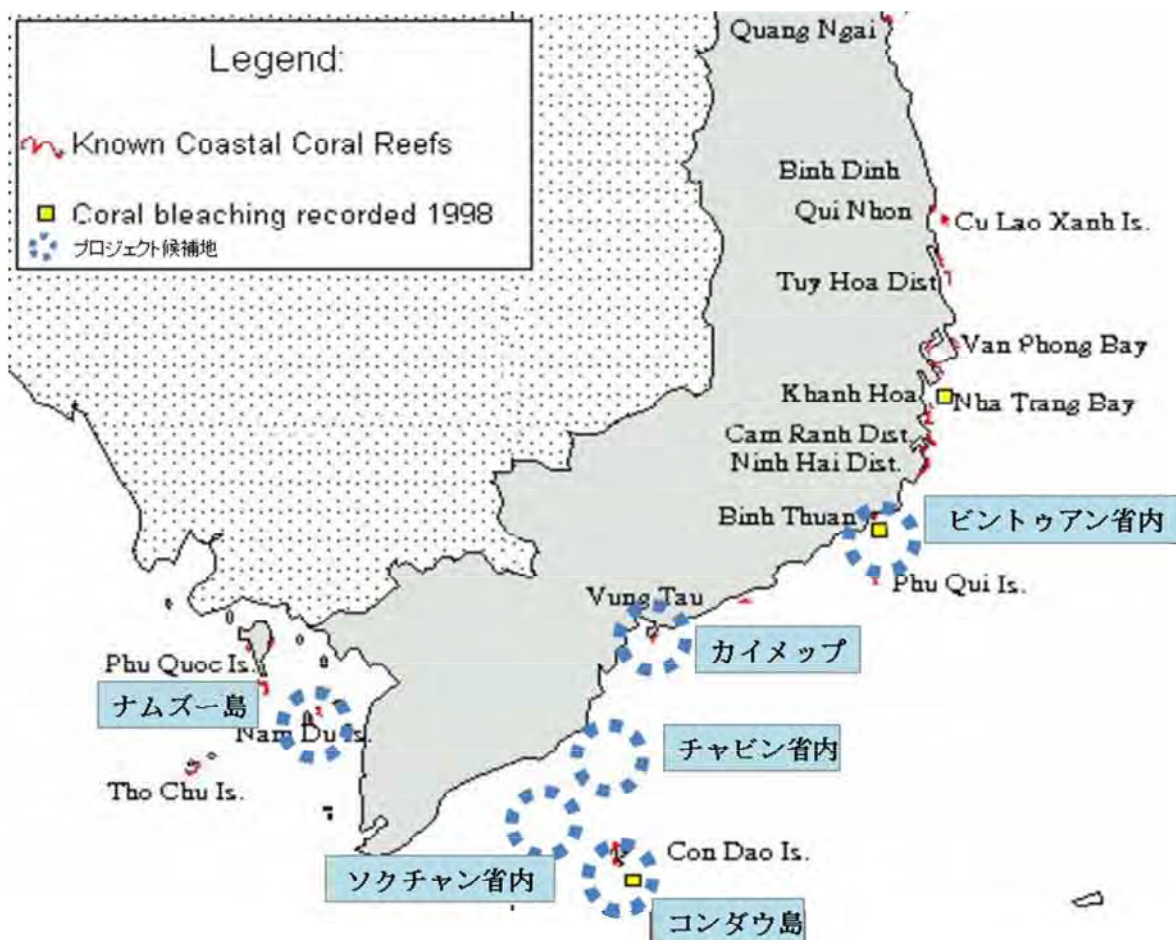 Legend:
Known Coastal Coral Reefs
Coral bleaching recorded 1998
プロジェクト候補地
Quang Ngai
Binh Dinh
Qui Nhon
Cu Lao Xanh Is.
Tuy Hoa Dist.
Van Phong Bay
Khanh Hoa
Nha Trang Bay
Cam Ranh Dist.
Ninh Hai Dist.
Binh Thuan
ビントゥアン省内
Phu Qui Is.
Vung Tau
カイメップ
Phu Quoc Is.
ナムズー島
Nam Du Is.
チャビン省内
Tho Chu Is.
Con Dao Is.
ソクチャン省内
コンダウ島